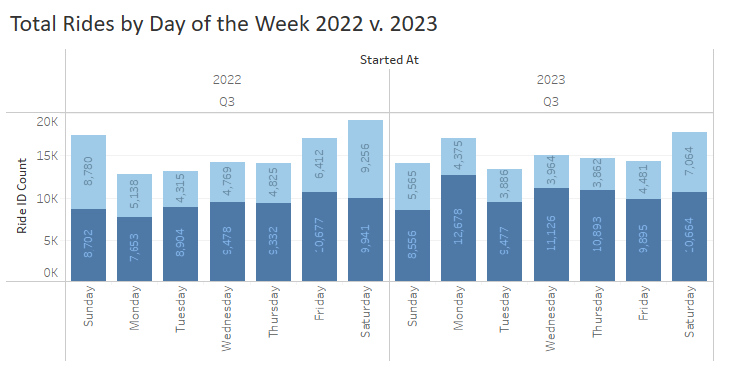 Total Rides by Day of the Week 2022 v. 2023
Started At
2022
2023
Q3
Q3
Ride ID Count
20K
15K
10K
5K
0K
8,780
5,138
4,315
4,769
4,825
6,412
9,256
5,565
4,375
3,886
3,964
3,862
4,481
7,064
8,702
7,653
8,904
9,478
9,332
10,677
9,941
8,556
12,678
9,477
11,126
10,893
9,895
10,664
Sunday
Monday
Tuesday
Wednesday
Thursday
Friday
Saturday
Sunday
Monday
Tuesday
Wednesday
Thursday
Friday
Saturday